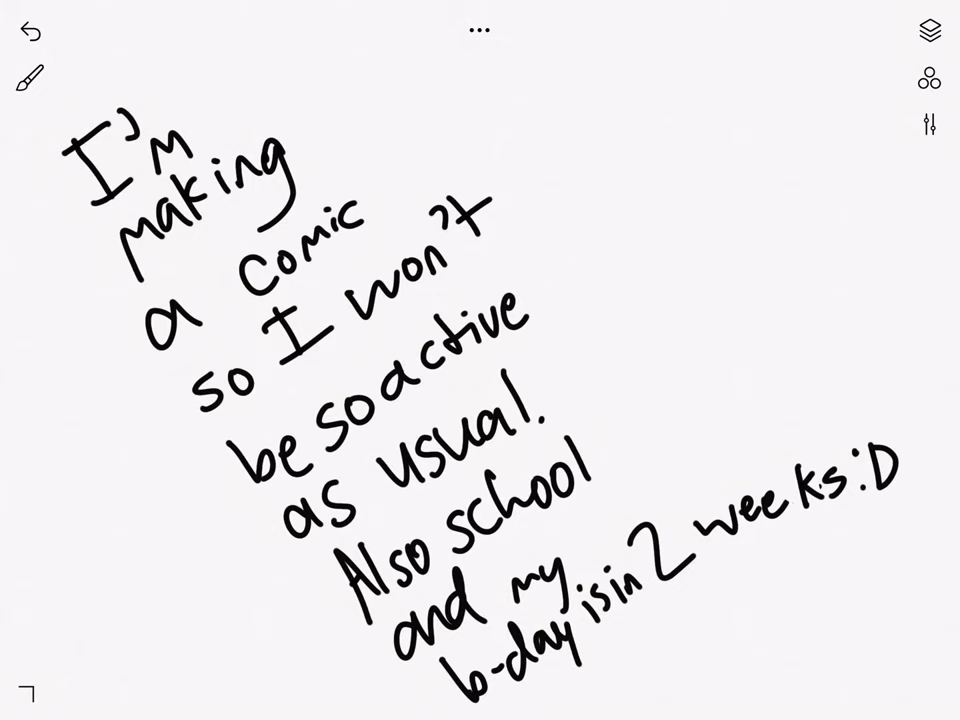 I'm
making
a comic
so I won't
be so active
as usual.
Also school
and my
b-day is in 2 weeks :D